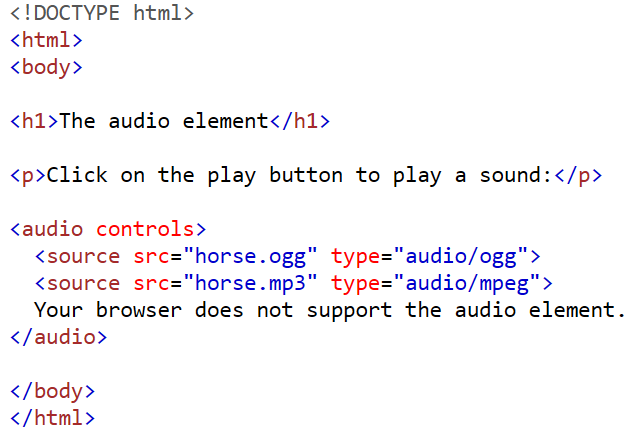 <!DOCTYPE html>
<html>
<body>
<h1>The audio element</h1>
<p>Click on the play button to play a sound:</p>
<audio controls>
<source src="horse.ogg" type="audio/ogg">
<source src="horse.mp3" type="audio/mpeg">
Your browser does not support the audio element.
</audio>
</body>
</html>